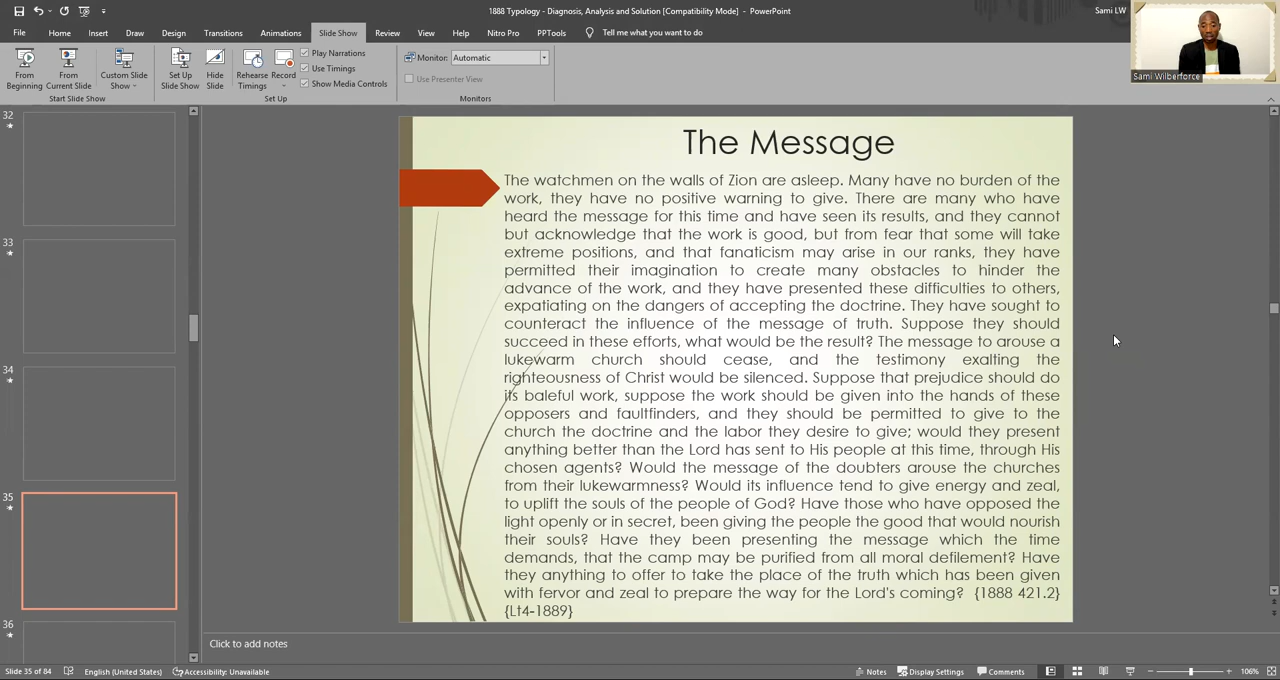 1888 Typology - Diagnosis, Analysis and Solution [Compatibility Mode] - PowerPoint
Sami LW
File Home Insert Draw Design Transitions Animations Slide Show Review View Help Nitro Pro PPTools Tell me what you want to do
From Beginning
From Current Slide
Custom Slide Show
Set Up Slide Show
Hide Slide
Rehearse Timings
Record
Play Narrations
Use Timings
Show Media Controls
Monitor: Automatic
Use Presenter View
Start Slide Show
Set Up
Monitors
Sami Wilberforce
32
33
34
35
36
The Message
The watchmen on the walls of Zion are asleep. Many have no burden of the
work, they have no positive warning to give. There are many who have
heard the message for this time and have seen its results, and they cannot
but acknowledge that the work is good, but from fear that some will take
extreme positions, and that fanaticism may arise in our ranks, they have
permitted their imagination to create many obstacles to hinder the
advance of the work, and they have presented these difficulties to others,
expatiating on the dangers of accepting the doctrine. They have sought to
counteract the influence of the message of truth. Suppose they should
succeed in these efforts, what would be the result? The message to arouse a
lukewarm church should cease, and the testimony exalting the
righteousness of Christ would be silenced. Suppose that prejudice should do
its baleful work, suppose the work should be given into the hands of these
opposers and faultfinders, and they should be permitted to give to the
church the doctrine and the labor they desire to give; would they present
anything better than the Lord has sent to His people at this time, through His
chosen agents? Would the message of the doubters arouse the churches
from their lukewarmness? Would its influence tend to give energy and zeal,
to uplift the souls of the people of God? Have those who have opposed the
light openly or in secret, been giving the people the good that would nourish
their souls? Have they been presenting the message which the time
demands, that the camp may be purified from all moral defilement? Have
they anything to offer to take the place of the truth which has been given
with fervor and zeal to prepare the way for the Lord's coming? {1888 421.2}
{Lt4-1889}
Click to add notes
Slide 35 of 84 English (United States) Accessibility: Unavailable Notes Display Settings Comments 106%